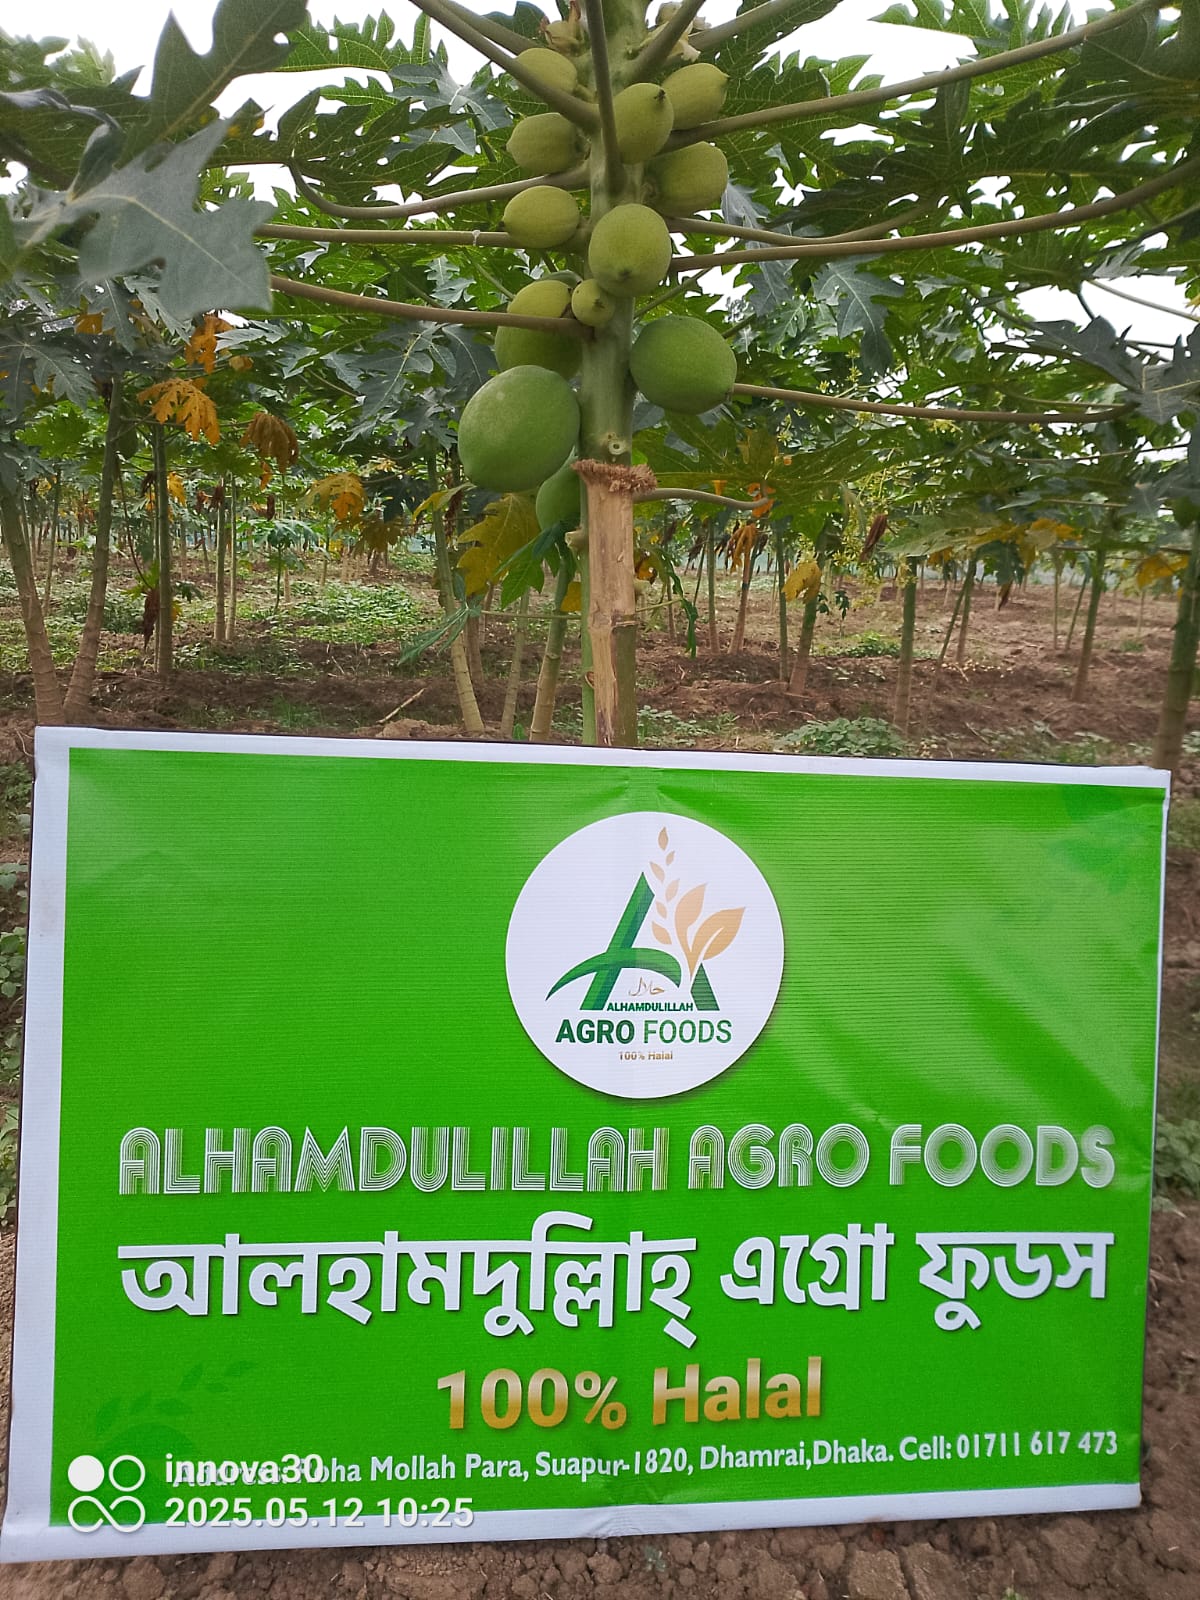 حلال
ALHAMDULILLAH
AGRO FOODS
100% Halal
ALHAMDULILLAH AGRO FOODS
আলহামদুল্লিাহ্ এগ্রো ফুডস
100% Halal
Mollah Para, Suapur-1820, Dhamrai,Dhaka. Cell: 01711 617 473
innova30
2025.05.12 10:25